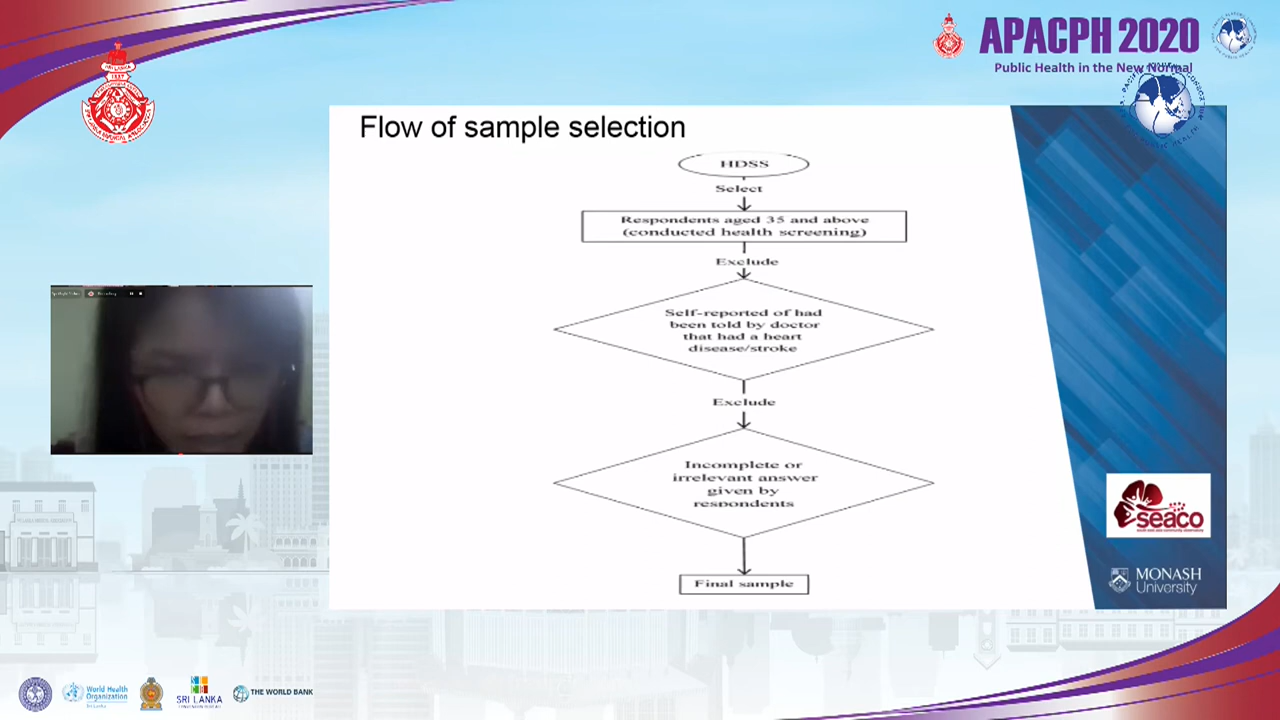 APACPH 2020
Public Health in the New Normal
Flow of sample selection
HDSS
Select
Respondents aged 35 and above
(conducted health screening)
Exclude
Self-reported of had
been told by doctor
that had a heart
disease/stroke
Exclude
Incomplete or
irrelevant answer
given by
respondents
Final sample
seaco
MONASH
University
World Health
Organization
Sri Lanka
SRI LANKA
THE WORLD BANK